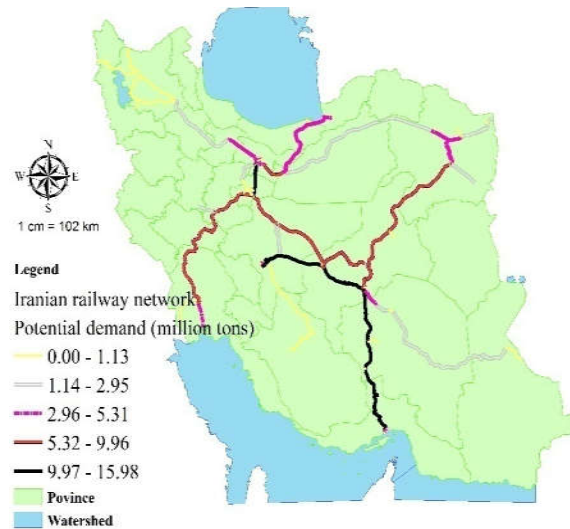 N
W E
S
1 cm = 102 km
Legend
Iranian railway network
Potential demand (million tons)
0.00 - 1.13
1.14 - 2.95
2.96 - 5.31
5.32 - 9.96
9.97 - 15.98
Povince
Watershed